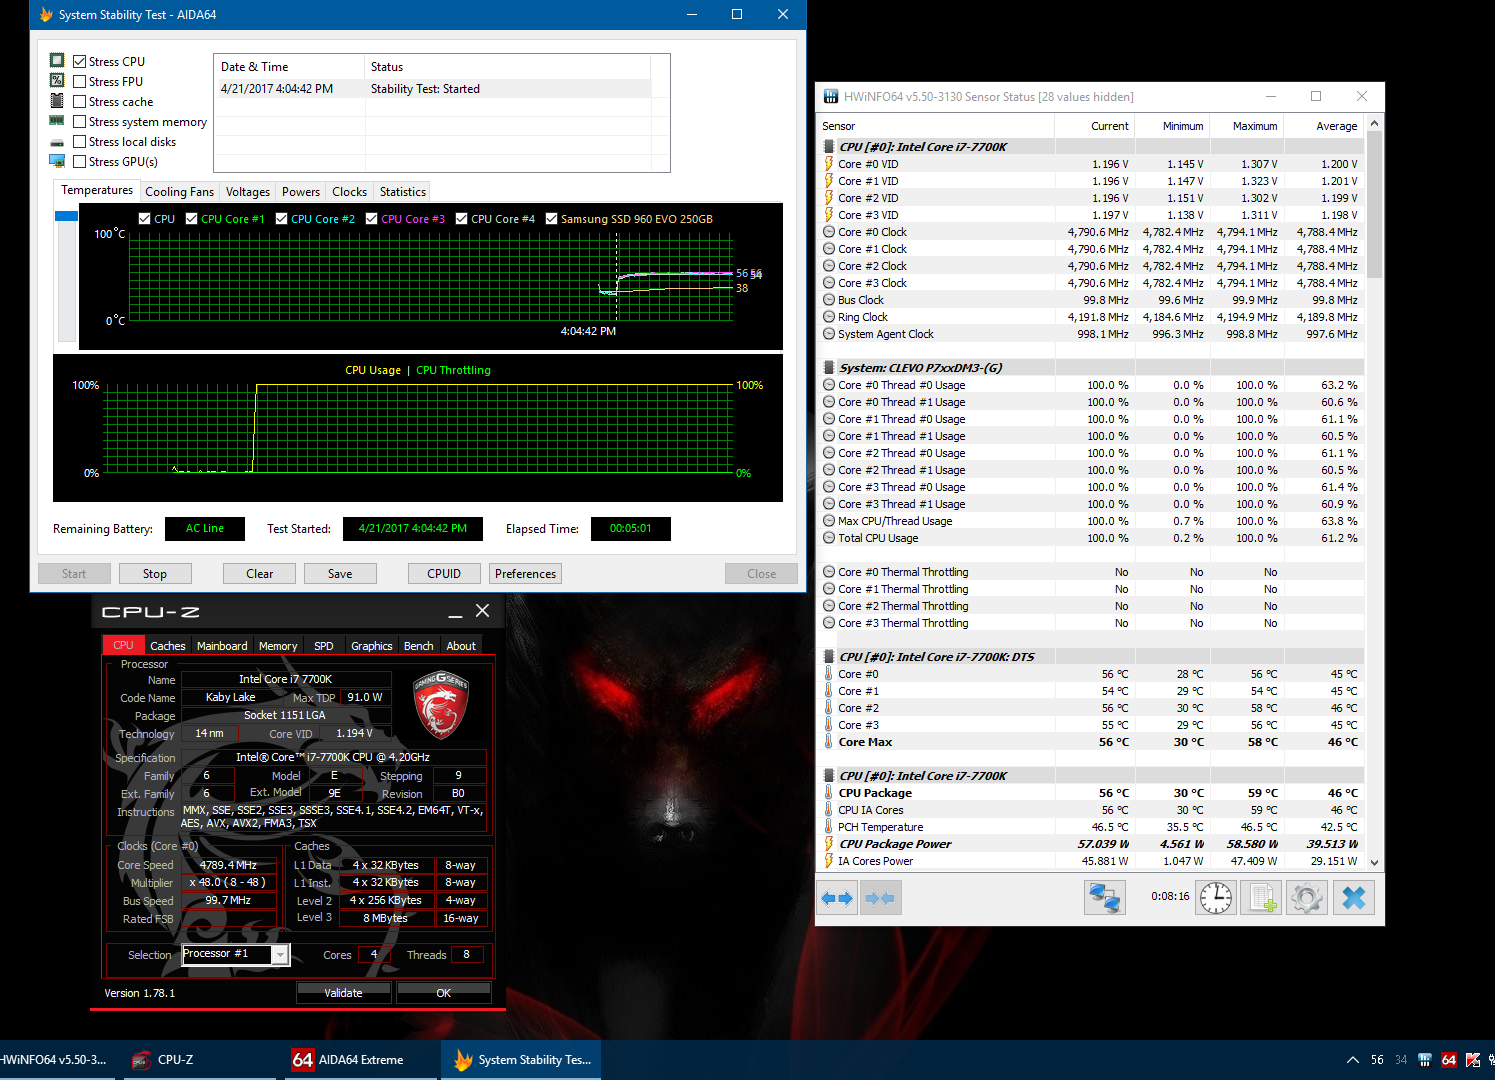 System Stability Test - AIDA64
Stress CPU
Stress FPU
Stress cache
Stress system memory
Stress local disks
Stress GPU(s)
Date & Time Status
4/21/2017 4:04:42 PM Stability Test: Started
Temperatures Cooling Fans Voltages Powers Clocks Statistics
CPU CPU Core #1 CPU Core #2 CPU Core #3 CPU Core #4 Samsung SSD 960 EVO 250GB
100°C
56 56
54
38
0°C
4:04:42 PM
CPU Usage | CPU Throttling
100% 100%
0% 0%
Remaining Battery: AC Line Test Started: 4/21/2017 4:04:42 PM Elapsed Time: 00:05:01
Start Stop Clear Save CPUID Preferences Close
HWiNFO64 v5.50-3130 Sensor Status [28 values hidden]
Sensor Current Minimum Maximum Average
CPU [#0]: Intel Core i7-7700K
Core #0 VID 1.196 V 1.145 V 1.307 V 1.200 V
Core #1 VID 1.196 V 1.147 V 1.323 V 1.201 V
Core #2 VID 1.196 V 1.151 V 1.302 V 1.199 V
Core #3 VID 1.197 V 1.138 V 1.311 V 1.198 V
Core #0 Clock 4,790.6 MHz 4,782.4 MHz 4,794.1 MHz 4,788.4 MHz
Core #1 Clock 4,790.6 MHz 4,782.4 MHz 4,794.1 MHz 4,788.4 MHz
Core #2 Clock 4,790.6 MHz 4,782.4 MHz 4,794.1 MHz 4,788.4 MHz
Core #3 Clock 4,790.6 MHz 4,782.4 MHz 4,794.1 MHz 4,788.4 MHz
Bus Clock 99.8 MHz 99.6 MHz 99.9 MHz 99.8 MHz
Ring Clock 4,191.8 MHz 4,184.6 MHz 4,194.9 MHz 4,189.8 MHz
System Agent Clock 998.1 MHz 996.3 MHz 998.8 MHz 997.6 MHz
System: CLEVO P7xxDM3-(G)
Core #0 Thread #0 Usage 100.0 % 0.0 % 100.0 % 63.2 %
Core #0 Thread #1 Usage 100.0 % 0.0 % 100.0 % 60.6 %
Core #1 Thread #0 Usage 100.0 % 0.0 % 100.0 % 61.1 %
Core #1 Thread #1 Usage 100.0 % 0.0 % 100.0 % 60.5 %
Core #2 Thread #0 Usage 100.0 % 0.0 % 100.0 % 61.1 %
Core #2 Thread #1 Usage 100.0 % 0.0 % 100.0 % 60.5 %
Core #3 Thread #0 Usage 100.0 % 0.0 % 100.0 % 61.4 %
Core #3 Thread #1 Usage 100.0 % 0.0 % 100.0 % 60.9 %
Max CPU/Thread Usage 100.0 % 0.7 % 100.0 % 63.8 %
Total CPU Usage 100.0 % 0.2 % 100.0 % 61.2 %
Core #0 Thermal Throttling No No No
Core #1 Thermal Throttling No No No
Core #2 Thermal Throttling No No No
Core #3 Thermal Throttling No No No
CPU [#0]: Intel Core i7-7700K: DTS
Core #0 56 °C 28 °C 56 °C 45 °C
Core #1 54 °C 29 °C 54 °C 45 °C
Core #2 56 °C 30 °C 58 °C 46 °C
Core #3 55 °C 29 °C 56 °C 45 °C
Core Max 56 °C 30 °C 58 °C 46 °C
CPU [#0]: Intel Core i7-7700K
CPU Package 56 °C 30 °C 59 °C 46 °C
CPU IA Cores 56 °C 30 °C 59 °C 46 °C
PCH Temperature 46.5 °C 35.5 °C 46.5 °C 42.5 °C
CPU Package Power 57.039 W 4.561 W 58.580 W 39.513 W
IA Cores Power 45.881 W 1.047 W 47.409 W 29.151 W
0:08:16
CPU-Z
CPU Caches Mainboard Memory SPD Graphics Bench About
Processor
Name Intel Core i7 7700K
Code Name Kaby Lake Max TDP 91.0 W
Package Socket 1151 LGA
Technology 14 nm Core VID 1.194 V
GAMING G SERIES
Specification Intel® Core™ i7-7700K CPU @ 4.20GHz
Family 6 Model E Stepping 9
Ext. Family 6 Ext. Model 9E Revision B0
Instructions MMX, SSE, SSE2, SSE3, SSSE3, SSE4.1, SSE4.2, EM64T, VT-x,
AES, AVX, AVX2, FMA3, TSX
Clocks (Core #0)
Core Speed 4789.4 MHz
Multiplier x 48.0 ( 8 - 48 )
Bus Speed 99.7 MHz
Rated FSB
Caches
L1 Data 4 x 32 KBytes 8-way
L1 Inst. 4 x 32 KBytes 8-way
Level 2 4 x 256 KBytes 4-way
Level 3 8 MBytes 16-way
Selection Processor #1 Cores 4 Threads 8
Version 1.78.1 Validate OK
HWiNFO64 v5.50-3... CPU-Z 64 AIDA64 Extreme System Stability Tes... 56 34 64